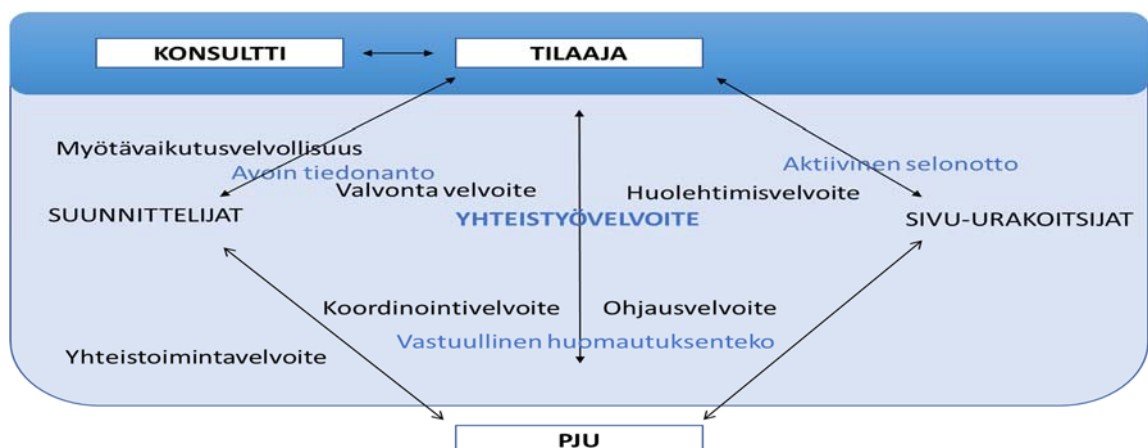 KONSULTTI
TILAAJA
Myötävaikutusvelvollisuus
Avoin tiedonanto
Aktiivinen selonotto
Valvonta velvoite
Huolehtimisvelvoite
SUUNNITTELIJAT
YHTEISTYÖVELVOITE
SIVU-URAKOITSIJAT
Koordinointivelvoite
Ohjausvelvoite
Vastuullinen huomautuksenteko
Yhteistoimintavelvoite
PJU